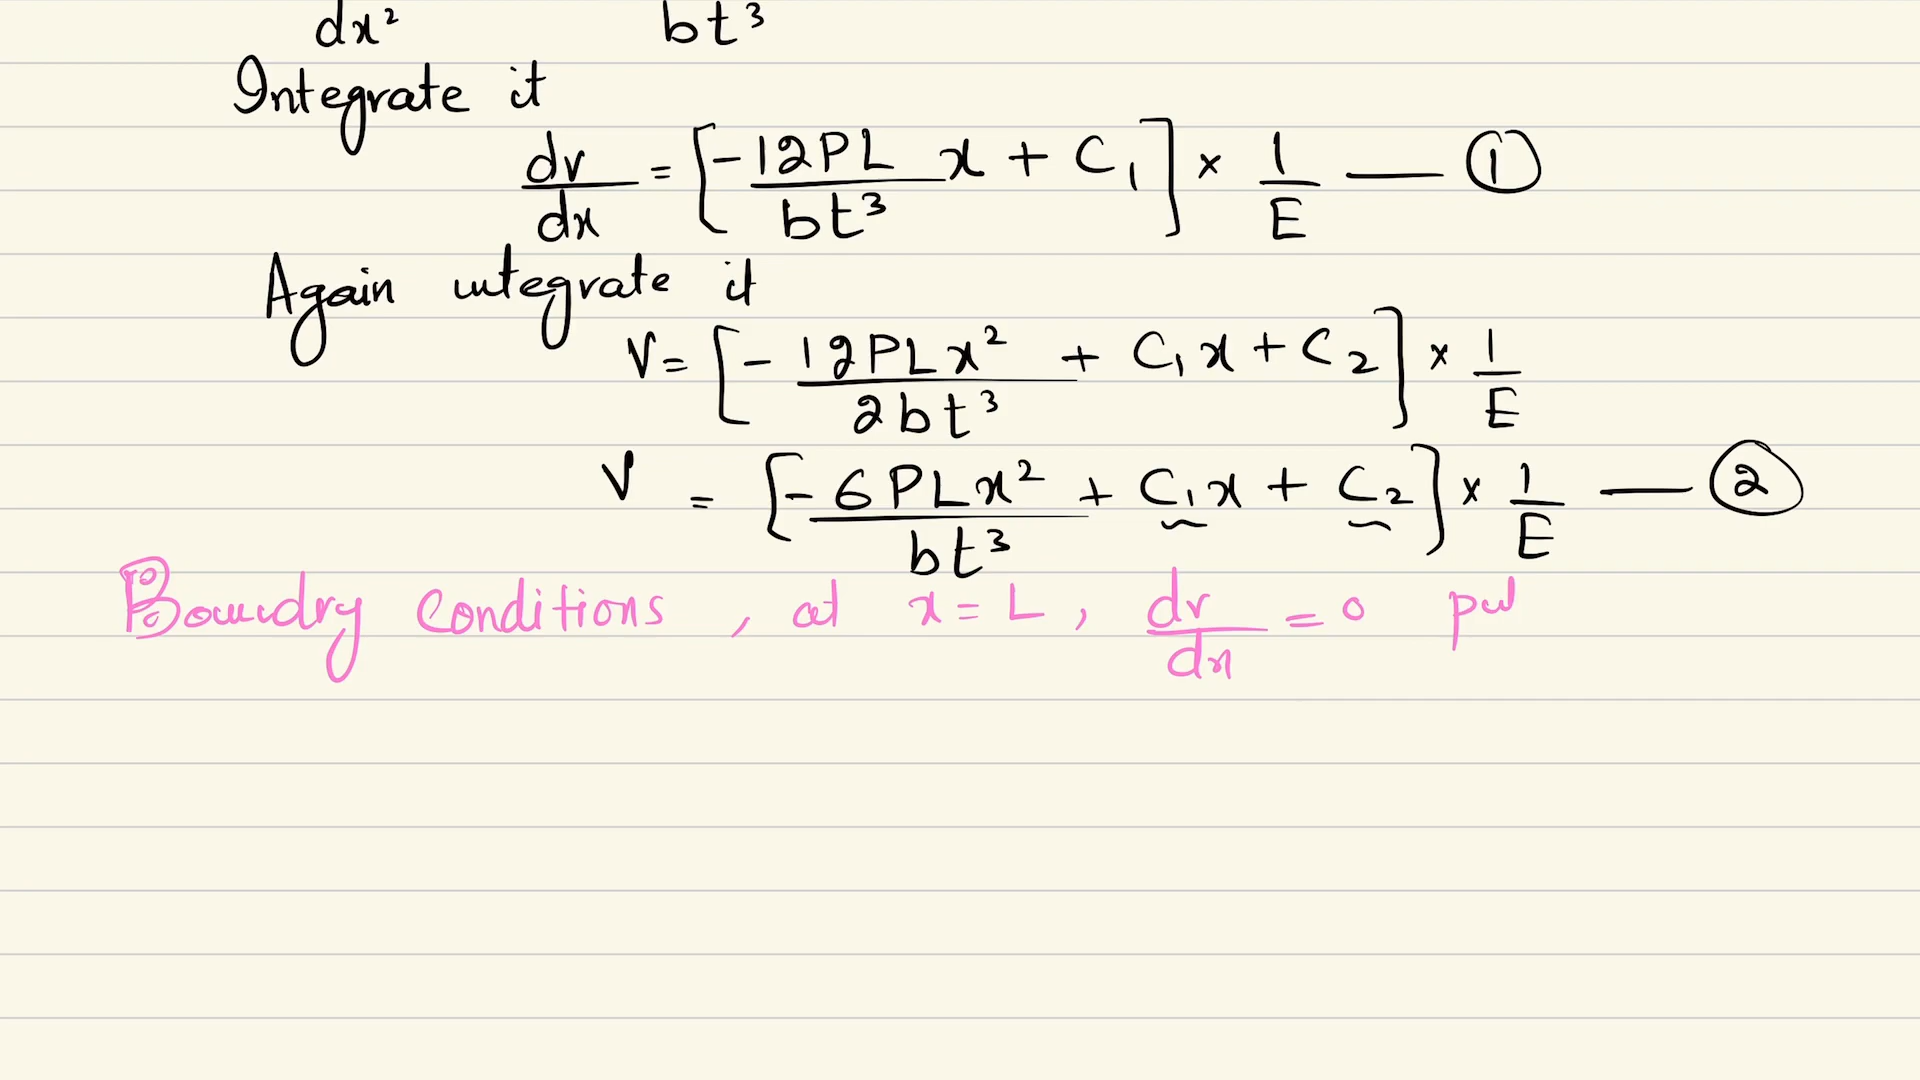 dx² bt³
Integrate it
dv/dx = [-12PL/bt³ x + C₁] × 1/E — ①
Again integrate it
V = [- 12PLx²/2bt³ + C₁x + C₂] × 1/E
V = [- 6PLx²/bt³ + C₁x + C₂] × 1/E — ②
Boundry conditions , at x = L , dv/dx = 0 put